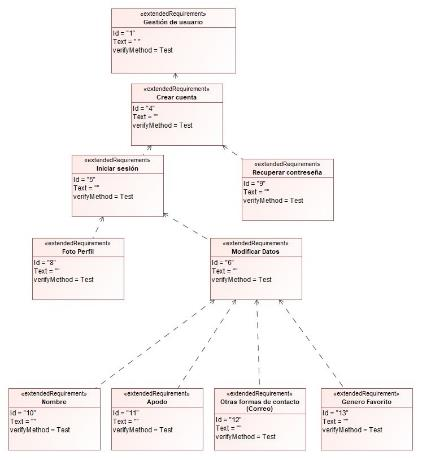 «extendedRequirement»
Gestión de usuario
Id = "1"
Text = " "
verifyMethod = Test
«extendedRequirement»
Crear cuenta
Id = "4"
Text = ""
verifyMethod = Test
«extendedRequirement»
Iniciar sesión
Id = "5"
Text = ""
verifyMethod = Test
«extendedRequirement»
Recuperar contreseña
Id = "9"
Text = ""
verifyMethod = Test
«extendedRequirement»
Foto Perfil
Id = "8"
Text = ""
verifyMethod = Test
«extendedRequirement»
Modificar Datos
Id = "6"
Text = ""
verifyMethod = Test
«extendedRequirement»
Nombre
Id = "10"
Text = ""
verifyMethod = Test
«extendedRequirement»
Apodo
Id = "11"
Text = ""
verifyMethod = Test
«extendedRequirement»
Otras formas de contacto
(Correo)
Id = "12"
Text = ""
verifyMethod = Test
«extendedRequirement»
Genero Favorito
Id = "13"
Text = ""
verifyMethod = Test